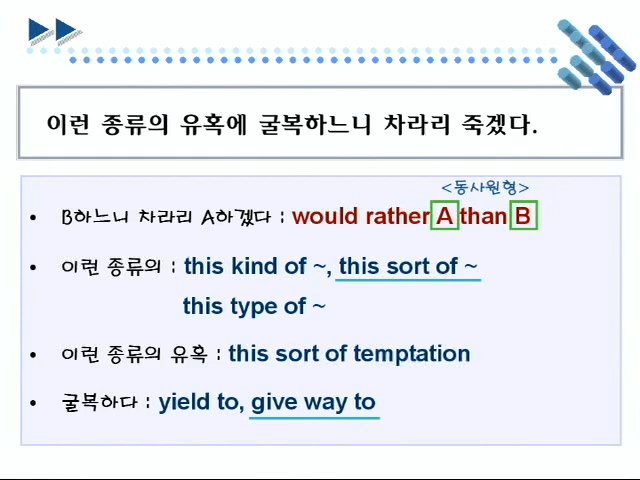 이런 종류의 유혹에 굴복하느니 차라리 죽겠다.
<동사원형>
• B하느니 차라리 A하겠다 : would rather A than B
• 이런 종류의 : this kind of ~, this sort of ~
this type of ~
• 이런 종류의 유혹 : this sort of temptation
• 굴복하다 : yield to, give way to